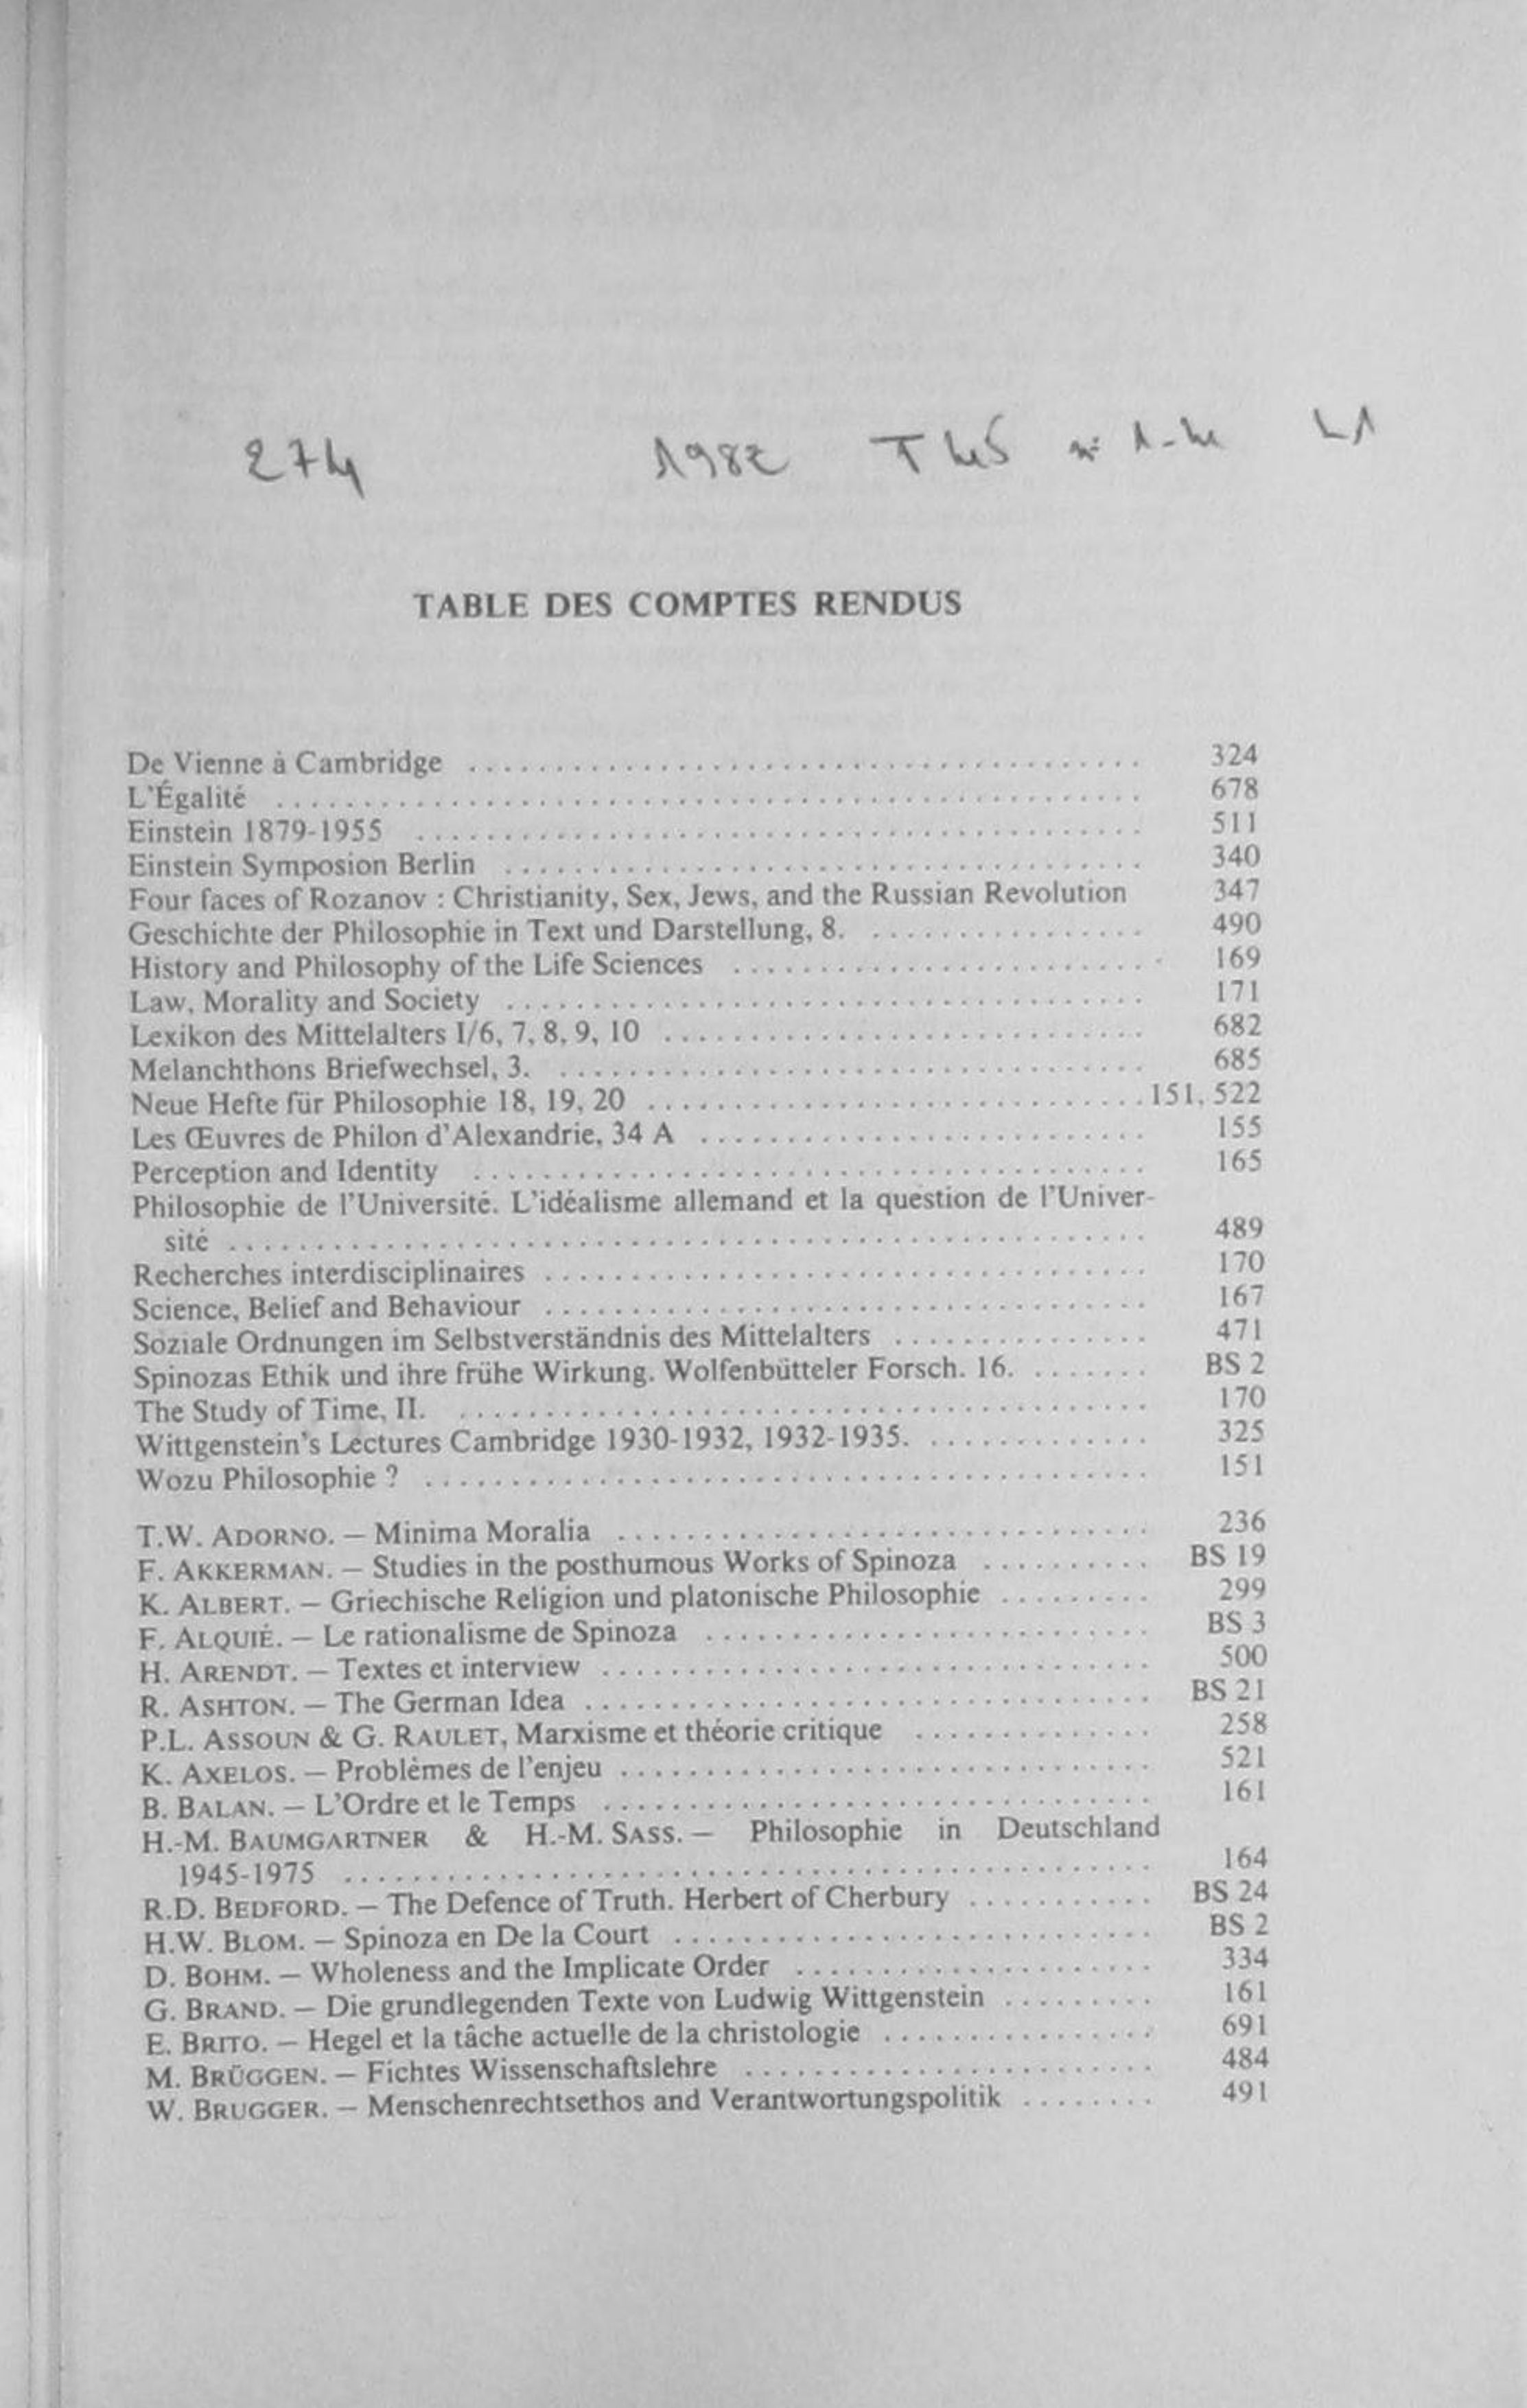 274 1982 T45 n° 1-4
TABLE DES COMPTES RENDUS
De Vienne à Cambridge ........................................ 324
L'Égalité .................................................... 678
Einstein 1879-1955 ........................................... 511
Einstein Symposion Berlin .................................... 340
Four faces of Rozanov : Christianity, Sex, Jews, and the Russian Revolution 347
Geschichte der Philosophie in Text und Darstellung, 8. ................ 490
History and Philosophy of the Life Sciences ......................... 169
Law, Morality and Society ...................................... 171
Lexikon des Mittelalters I/6, 7, 8, 9, 10 ............................. 682
Melanchthons Briefwechsel, 3. ................................... 685
Neue Hefte für Philosophie 18, 19, 20 .............................. 151, 522
Les Œuvres de Philon d'Alexandrie, 34 A ........................... 155
Perception and Identity ........................................ 165
Philosophie de l'Université. L'idéalisme allemand et la question de l'Univer-
sité ...................................................... 489
Recherches interdisciplinaires .................................... 170
Science, Belief and Behaviour .................................... 167
Soziale Ordnungen im Selbstverständnis des Mittelalters ............... 471
Spinozas Ethik und ihre frühe Wirkung. Wolfenbütteler Forsch. 16. ....... BS 2
The Study of Time, II. ......................................... 170
Wittgenstein's Lectures Cambridge 1930-1932, 1932-1935. ............. 325
Wozu Philosophie ? ........................................... 151
T.W. ADORNO. — Minima Moralia ................................ 236
F. AKKERMAN. — Studies in the posthumous Works of Spinoza .......... BS 19
K. ALBERT. — Griechische Religion und platonische Philosophie ......... 299
F. ALQUIÉ. — Le rationalisme de Spinoza .......................... BS 3
H. ARENDT. — Textes et interview ................................ 500
R. ASHTON. — The German Idea ................................. BS 21
P.L. ASSOUN & G. RAULET, Marxisme et théorie critique .............. 258
K. AXELOS. — Problèmes de l'enjeu ............................... 521
B. BALAN. — L'Ordre et le Temps ................................ 161
H.-M. BAUMGARTNER & H.-M. SASS. — Philosophie in Deutschland
1945-1975 ................................................ 164
R.D. BEDFORD. — The Defence of Truth. Herbert of Cherbury ........... BS 24
H.W. BLOM. — Spinoza en De la Court ............................ BS 2
D. BOHM. — Wholeness and the Implicate Order ..................... 334
G. BRAND. — Die grundlegenden Texte von Ludwig Wittgenstein ......... 161
E. BRITO. — Hegel et la tâche actuelle de la christologie ................ 691
M. BRÜGGEN. — Fichtes Wissenschaftslehre ........................ 484
W. BRUGGER. — Menschenrechtsethos and Verantwortungspolitik ........ 491